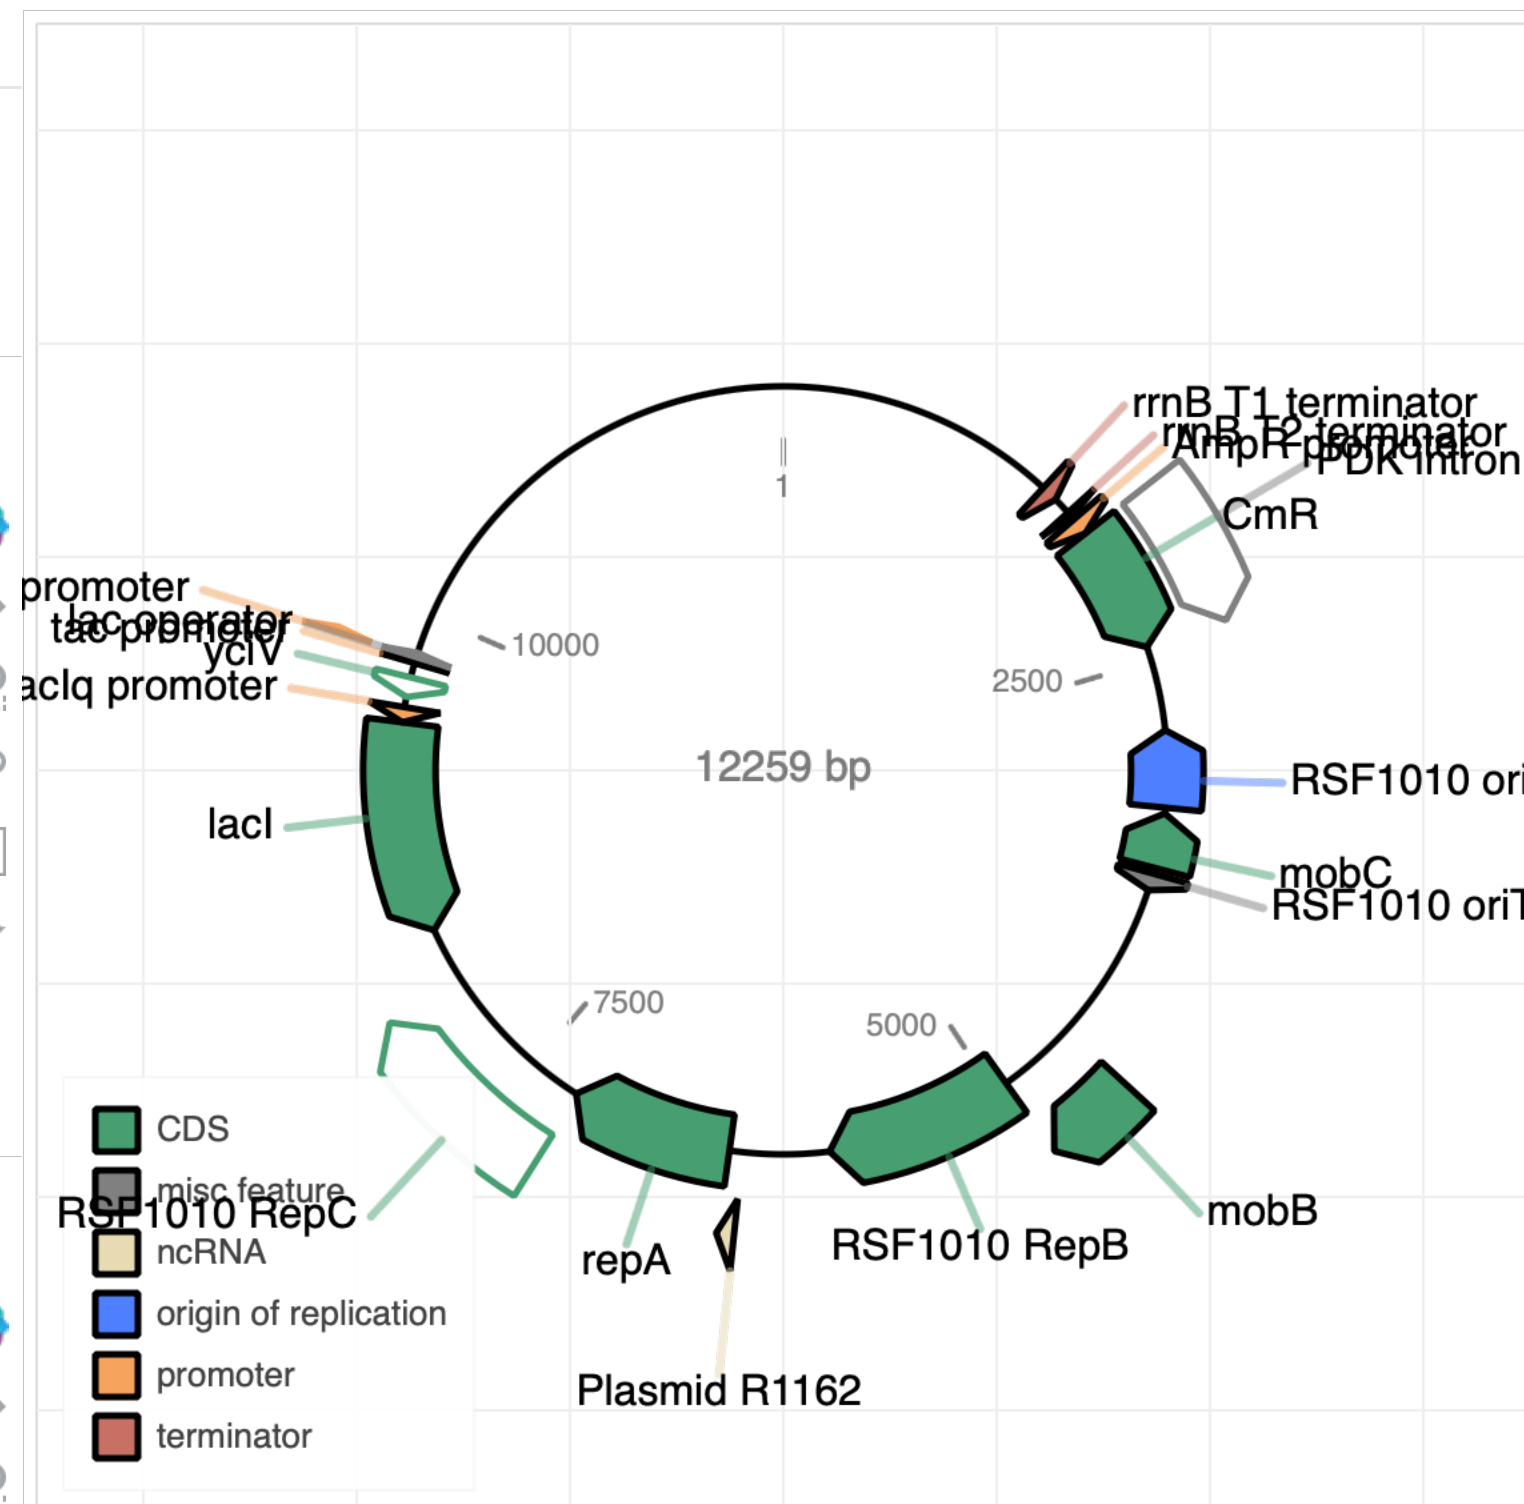 rrnB T1 terminator
rrnB T2 terminator
AmpR promoter
PDK intron
CmR
1
promoter
lac operator
tac promoter
ycIV
acIq promoter
10000
2500
12259 bp
RSF1010 ori
lacI
mobC
RSF1010 oriT
7500
5000
CDS
misc feature
RSF1010 RepC
mobB
RSF1010 RepB
ncRNA
repA
origin of replication
promoter
Plasmid R1162
terminator